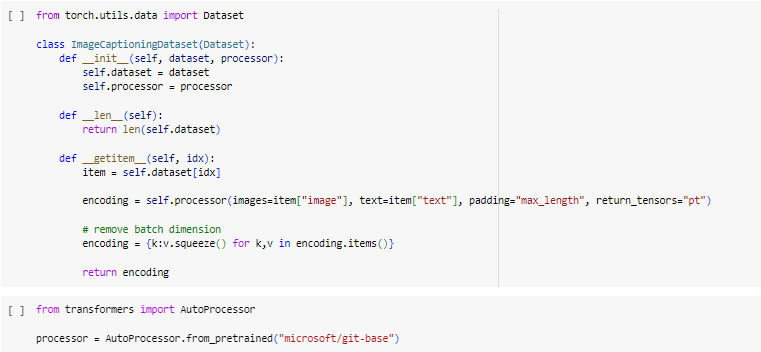 [ ] from torch.utils.data import Dataset
class ImageCaptioningDataset(Dataset):
def __init__(self, dataset, processor):
self.dataset = dataset
self.processor = processor
def __len__(self):
return len(self.dataset)
def __getitem__(self, idx):
item = self.dataset[idx]
encoding = self.processor(images=item["image"], text=item["text"], padding="max_length", return_tensors="pt")
# remove batch dimension
encoding = {k:v.squeeze() for k,v in encoding.items()}
return encoding
[ ] from transformers import AutoProcessor
processor = AutoProcessor.from_pretrained("microsoft/git-base")